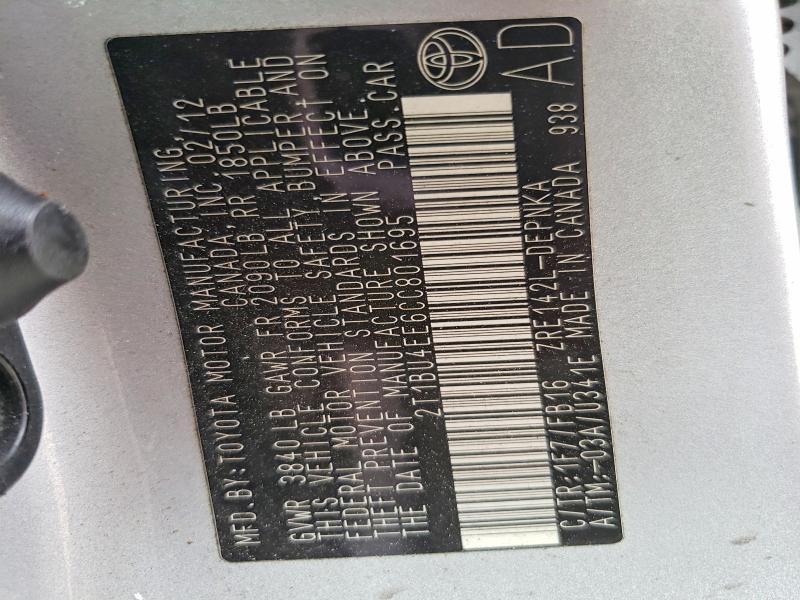 MFD.BY:TOYOTA MOTOR MANUFACTURING,
CANADA, INC. 02/12
GVWR 3840LB GAWR FR 2090LB RR 1850LB
THIS VEHICLE CONFORMS TO ALL APPLICABLE
FEDERAL MOTOR VEHICLE SAFETY, BUMPER, AND
THEFT PREVENTION STANDARDS IN EFFECT ON
THE DATE OF MANUFACTURE SHOWN ABOVE.
2T1BU4EE6CC801695 PASS.CAR
C/TR:1F7/FB16 ZRE142L-DEPNKA
A/TM:-03A/U341E MADE IN CANADA 938
AD